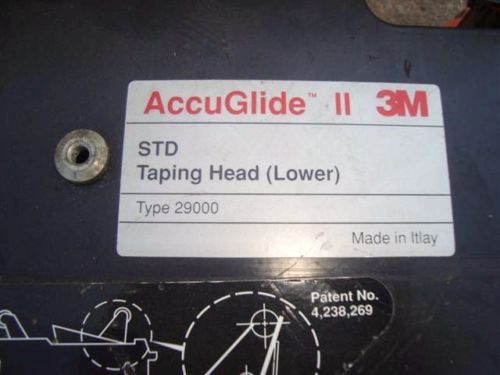 AccuGlide™ II 3M
STD
Taping Head (Lower)
Type 29000
Made in Itlay
Patent No.
4,238,269